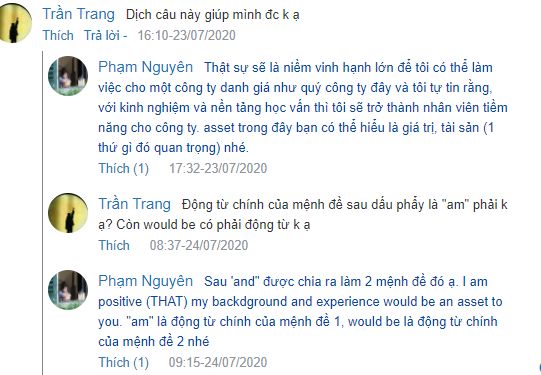 Trần Trang Dịch câu này giúp mình đc k ạ
Thích Trả lời - 16:10-23/07/2020
Phạm Nguyên Thật sự sẽ là niềm vinh hạnh lớn để tôi có thể làm
việc cho một công ty danh giá như quý công ty đây và tôi tự tin rằng,
với kinh nghiệm và nền tảng học vấn thì tôi sẽ trở thành nhân viên tiềm
năng cho công ty. asset trong đây bạn có thể hiểu là giá trị, tài sản (1
thứ gì đó quan trọng) nhé.
Thích (1) 17:32-23/07/2020
Trần Trang Động từ chính của mệnh đề sau dấu phẩy là "am" phải k
ạ? Còn would be có phải động từ k ạ
Thích 08:37-24/07/2020
Phạm Nguyên Sau 'and" được chia ra làm 2 mệnh đề đó ạ. I am
positive (THAT) my backdground and experience would be an asset to
you. "am" là động từ chính của mệnh đề 1, would be là động từ chính
của mệnh đề 2 nhé
Thích (1) 09:15-24/07/2020